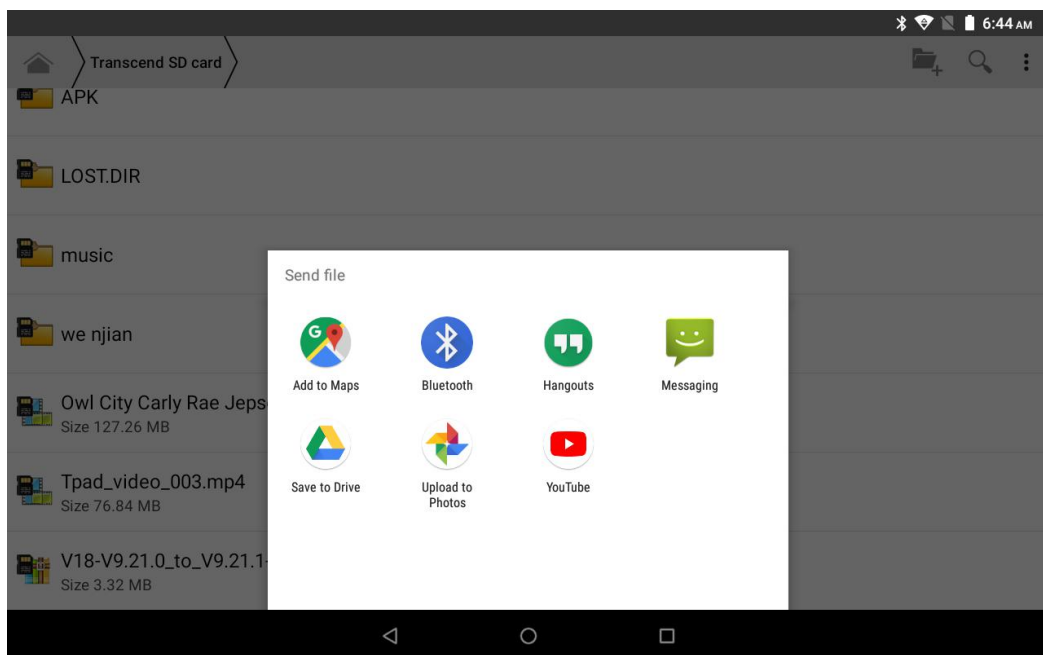 6:44 AM
Transcend SD card
APK
LOST.DIR
music
we njian
Owl City Carly Rae Jeps
Size 127.26 MB
Tpad_video_003.mp4
Size 76.84 MB
V18-V9.21.0_to_V9.21.1-
Size 3.32 MB
Send file
Add to Maps
Bluetooth
Hangouts
Messaging
Save to Drive
Upload to
Photos
YouTube